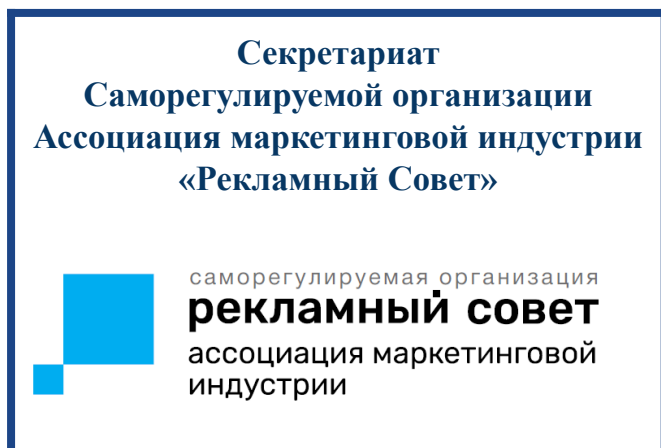 Секретариат
Саморегулируемой организации
Ассоциация маркетинговой индустрии
«Рекламный Совет»
саморегулируемая организация
рекламный совет
ассоциация маркетинговой
индустрии